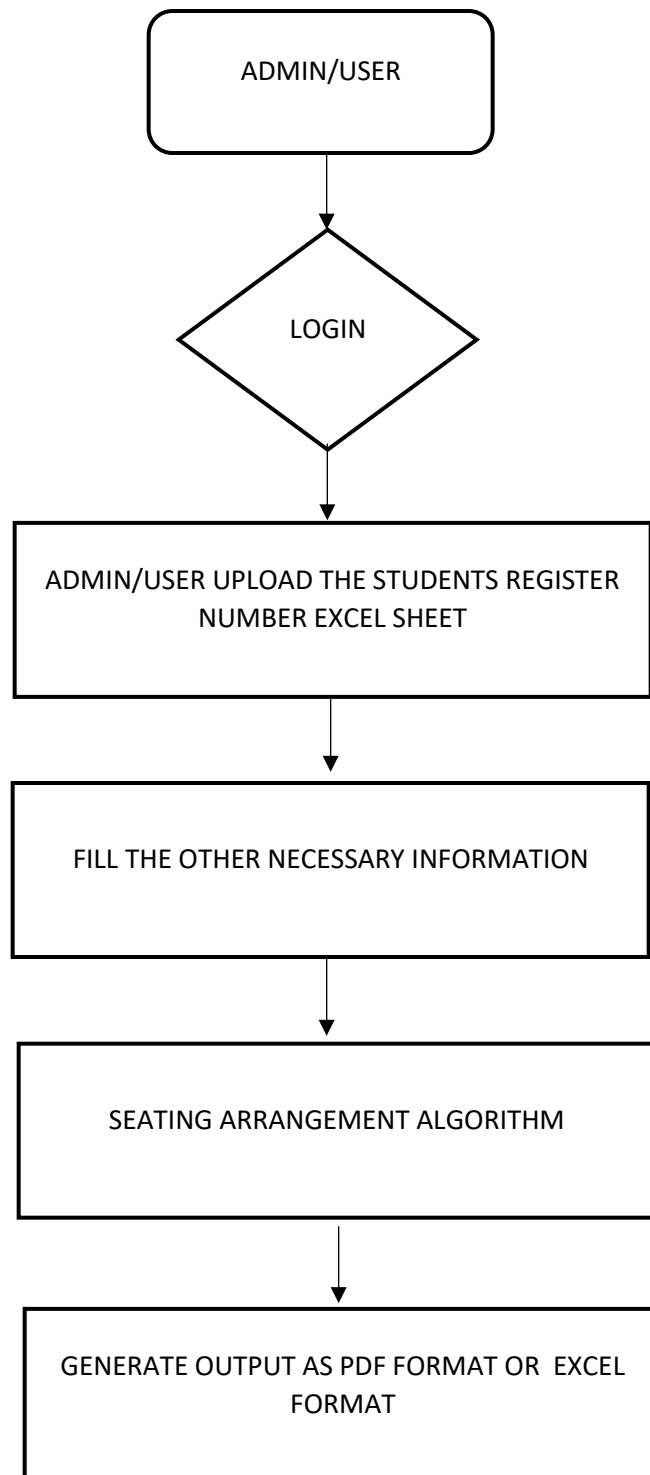 ADMIN/USER
LOGIN
ADMIN/USER UPLOAD THE STUDENTS REGISTER
NUMBER EXCEL SHEET
FILL THE OTHER NECESSARY INFORMATION
SEATING ARRANGEMENT ALGORITHM
GENERATE OUTPUT AS PDF FORMAT OR  EXCEL
FORMAT